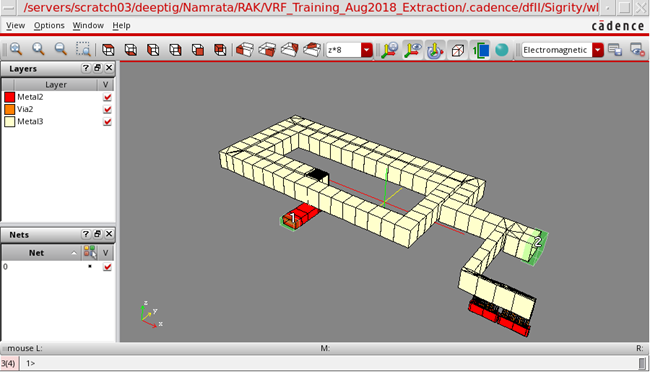 /servers/scratch03/deeptig/Namrata/RAK/VRF_Training_Aug2018_Extraction/.cadence/dfII/Sigrity/wl
View Options Window Help
cādence
z*8
Electromagnetic
Layers
Layer V
Metal2
Via2
Metal3
Nets
Net V
0
1
2
z
y
x
mouse L: M: R:
3(4) 1>